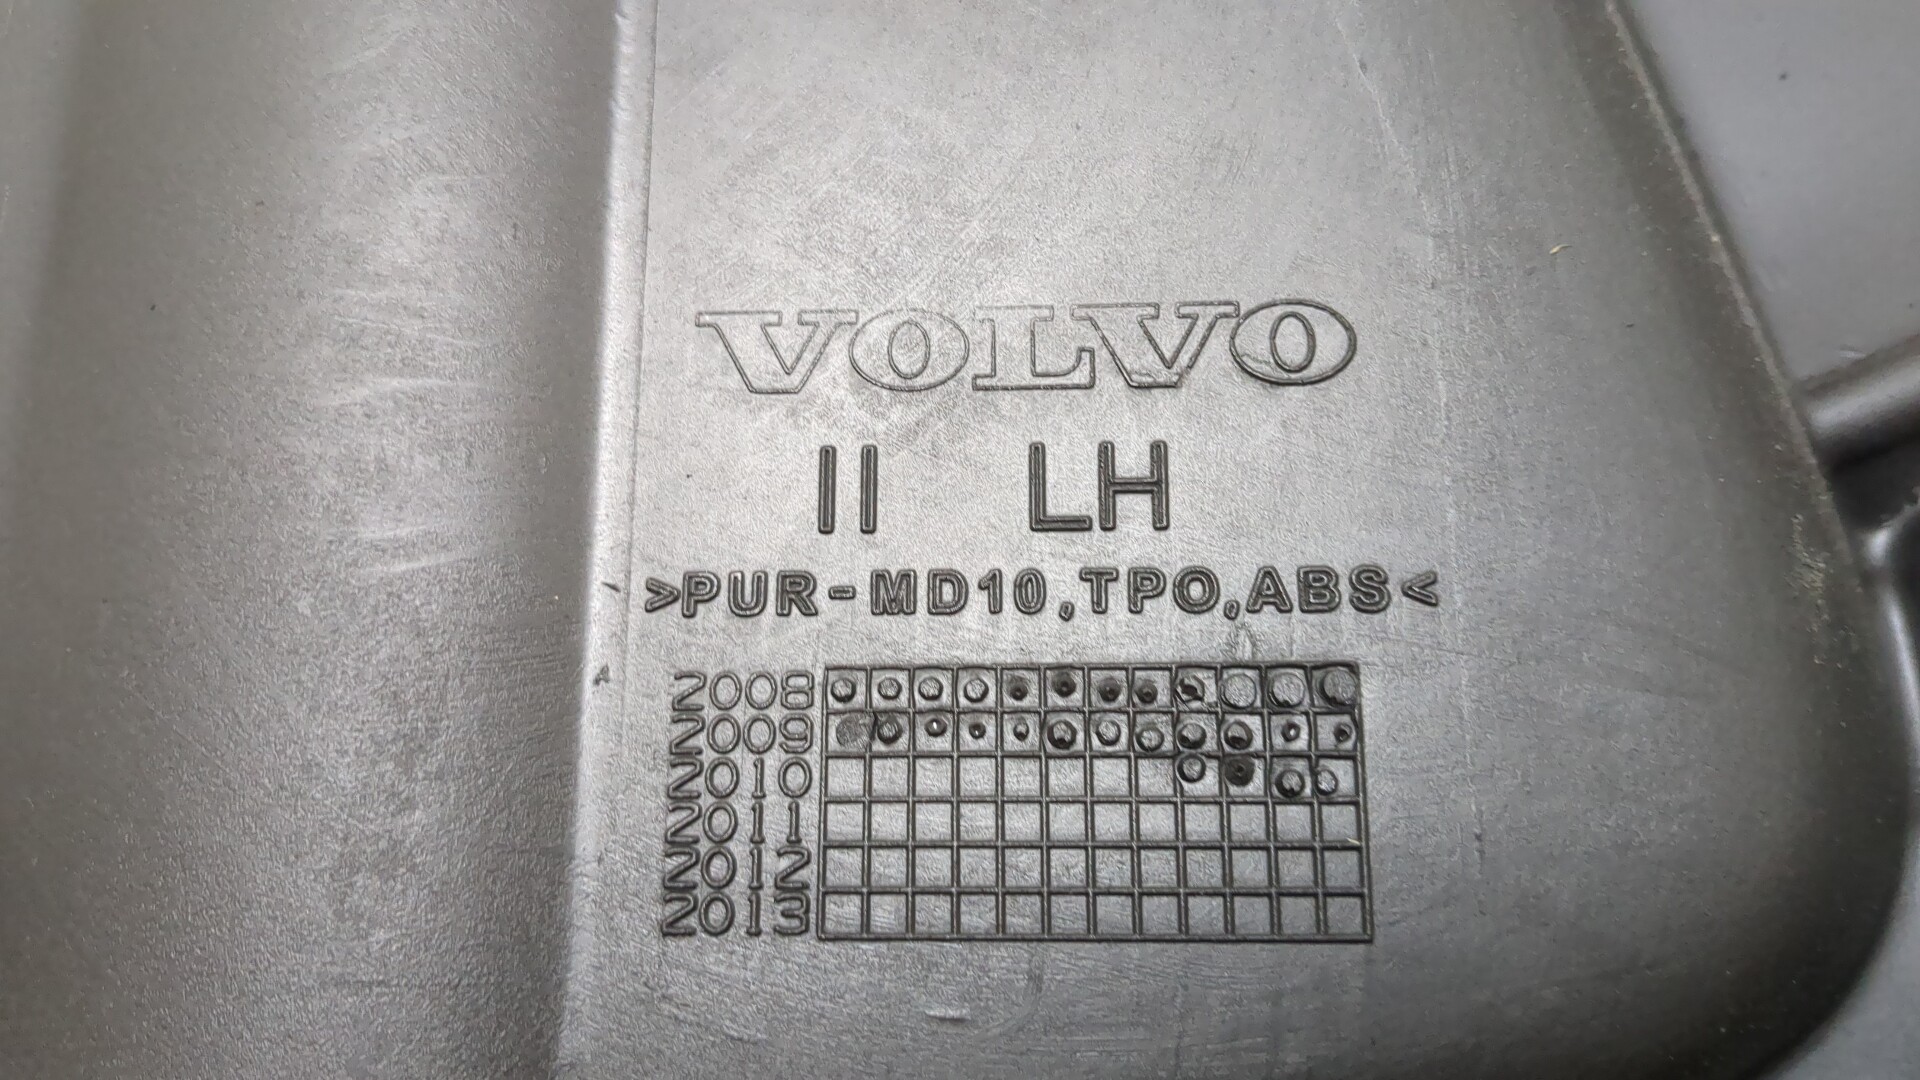 VOLVO
II LH
>PUR-MD10,TPO,ABS<
2008
2009
2010
2011
2012
2013